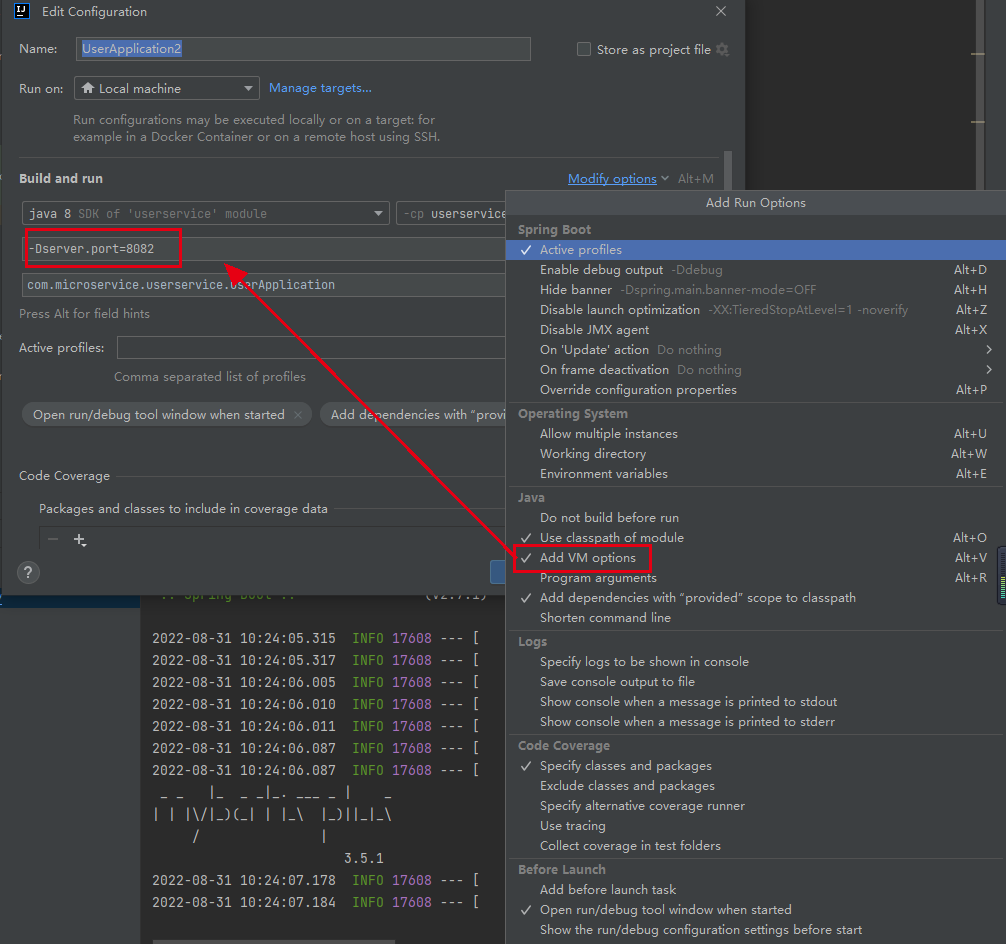 Edit Configuration
Name: UserApplication2
Store as project file
Run on: Local machine Manage targets...
Run configurations may be executed locally or on a target: for
example in a Docker Container or on a remote host using SSH.
Build and run
Modify options Alt+M
java 8 SDK of 'userservice' module
-cp userservice
-Dserver.port=8082
com.microservice.userservice.UserApplication
Press Alt for field hints
Active profiles:
Comma separated list of profiles
Open run/debug tool window when started
Add dependencies with “provi
Code Coverage
Packages and classes to include in coverage data
?
Add Run Options
Spring Boot
Active profiles
Enable debug output -Ddebug Alt+D
Hide banner -Dspring.main.banner-mode=OFF Alt+H
Disable launch optimization -XX:TieredStopAtLevel=1 -noverify Alt+Z
Disable JMX agent Alt+X
On 'Update' action Do nothing
On frame deactivation Do nothing
Override configuration properties Alt+P
Operating System
Allow multiple instances Alt+U
Working directory Alt+W
Environment variables Alt+E
Java
Do not build before run
Use classpath of module Alt+O
Add VM options Alt+V
Program arguments Alt+R
Add dependencies with “provided” scope to classpath
Shorten command line
Logs
Specify logs to be shown in console
Save console output to file
Show console when a message is printed to stdout
Show console when a message is printed to stderr
Code Coverage
Specify classes and packages
Exclude classes and packages
Specify alternative coverage runner
Use tracing
Collect coverage in test folders
Before Launch
Add before launch task
Open run/debug tool window when started
Show the run/debug configuration settings before start
:: Spring Boot :: (v2.7.1)
2022-08-31 10:24:05.315 INFO 17608 --- [
2022-08-31 10:24:05.317 INFO 17608 --- [
2022-08-31 10:24:06.005 INFO 17608 --- [
2022-08-31 10:24:06.010 INFO 17608 --- [
2022-08-31 10:24:06.011 INFO 17608 --- [
2022-08-31 10:24:06.087 INFO 17608 --- [
2022-08-31 10:24:06.087 INFO 17608 --- [
3.5.1
2022-08-31 10:24:07.178 INFO 17608 --- [
2022-08-31 10:24:07.184 INFO 17608 --- [